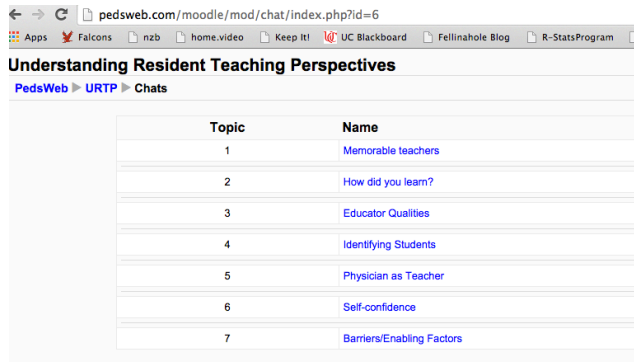 pedsweb.com/moodle/mod/chat/index.php?id=6
Apps Falcons nzb home.video Keep It! UC Blackboard Fellinahole Blog R-StatsProgram
Understanding Resident Teaching Perspectives
PedsWeb URTP Chats
Topic Name
1 Memorable teachers
2 How did you learn?
3 Educator Qualities
4 Identifying Students
5 Physician as Teacher
6 Self-confidence
7 Barriers/Enabling Factors